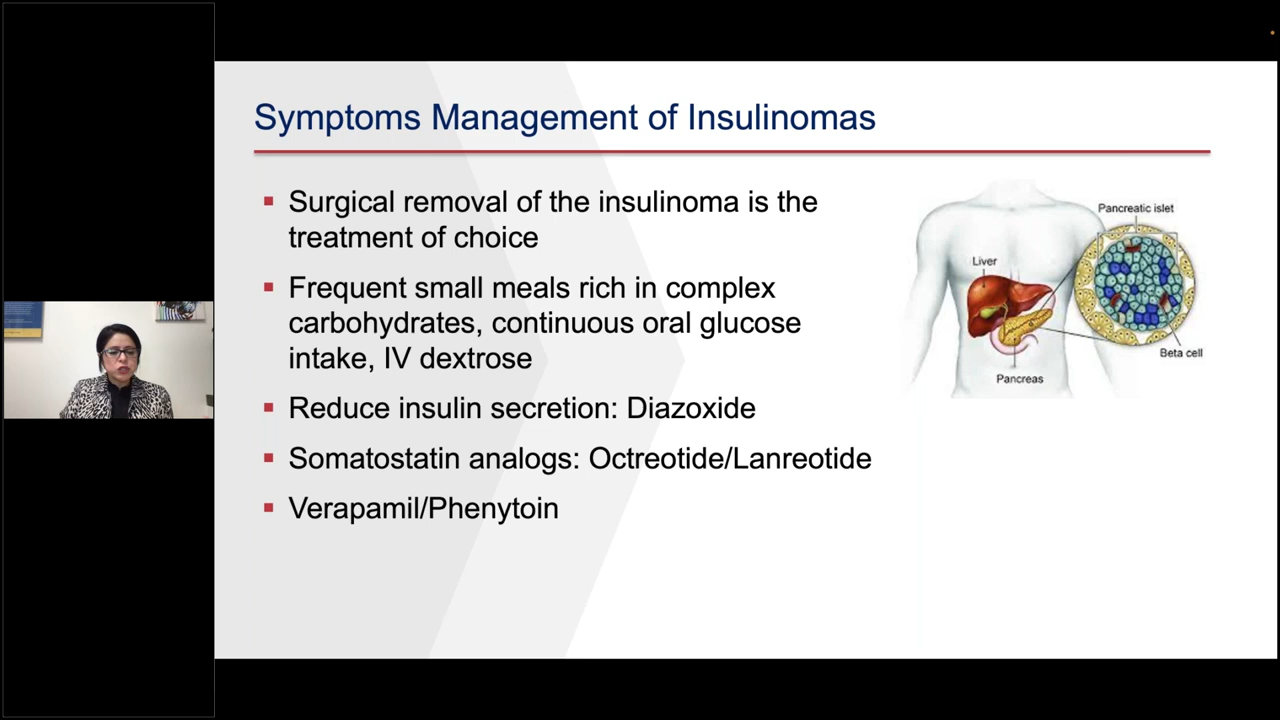 Symptoms Management of Insulinomas
▪ Surgical removal of the insulinoma is the
treatment of choice
▪ Frequent small meals rich in complex
carbohydrates, continuous oral glucose
intake, IV dextrose
▪ Reduce insulin secretion: Diazoxide
▪ Somatostatin analogs: Octreotide/Lanreotide
▪ Verapamil/Phenytoin
Pancreatic islet
Liver
Beta cell
Pancreas